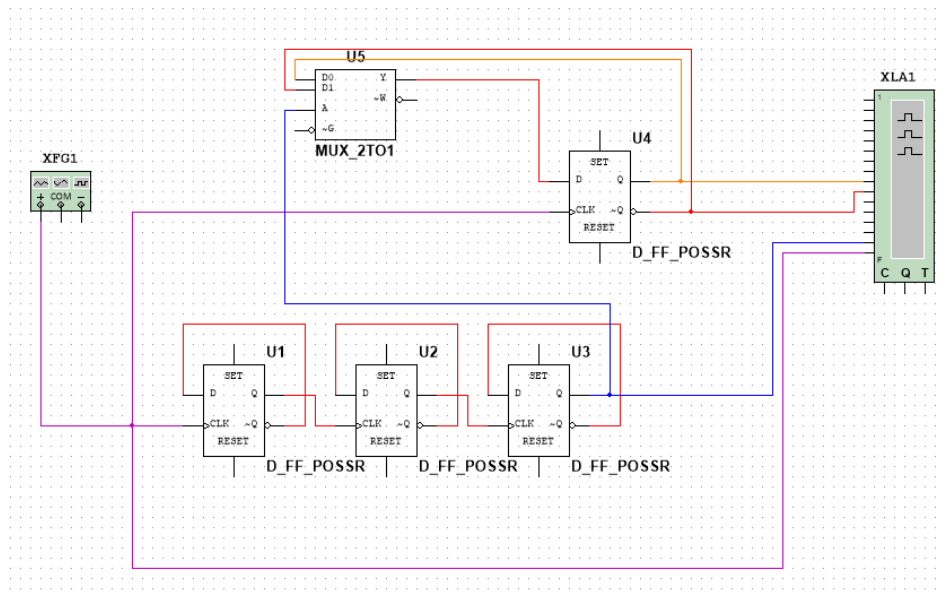 U5
D0 Y
D1
~W
A
~G
MUX_2TO1
XLA1
1
F
C Q T
XFG1
+ COM −
U4
SET
D Q
CLK ~Q
RESET
D_FF_POSSR
U1
SET
D Q
CLK ~Q
RESET
D_FF_POSSR
U2
SET
D Q
CLK ~Q
RESET
D_FF_POSSR
U3
SET
D Q
CLK ~Q
RESET
D_FF_POSSR